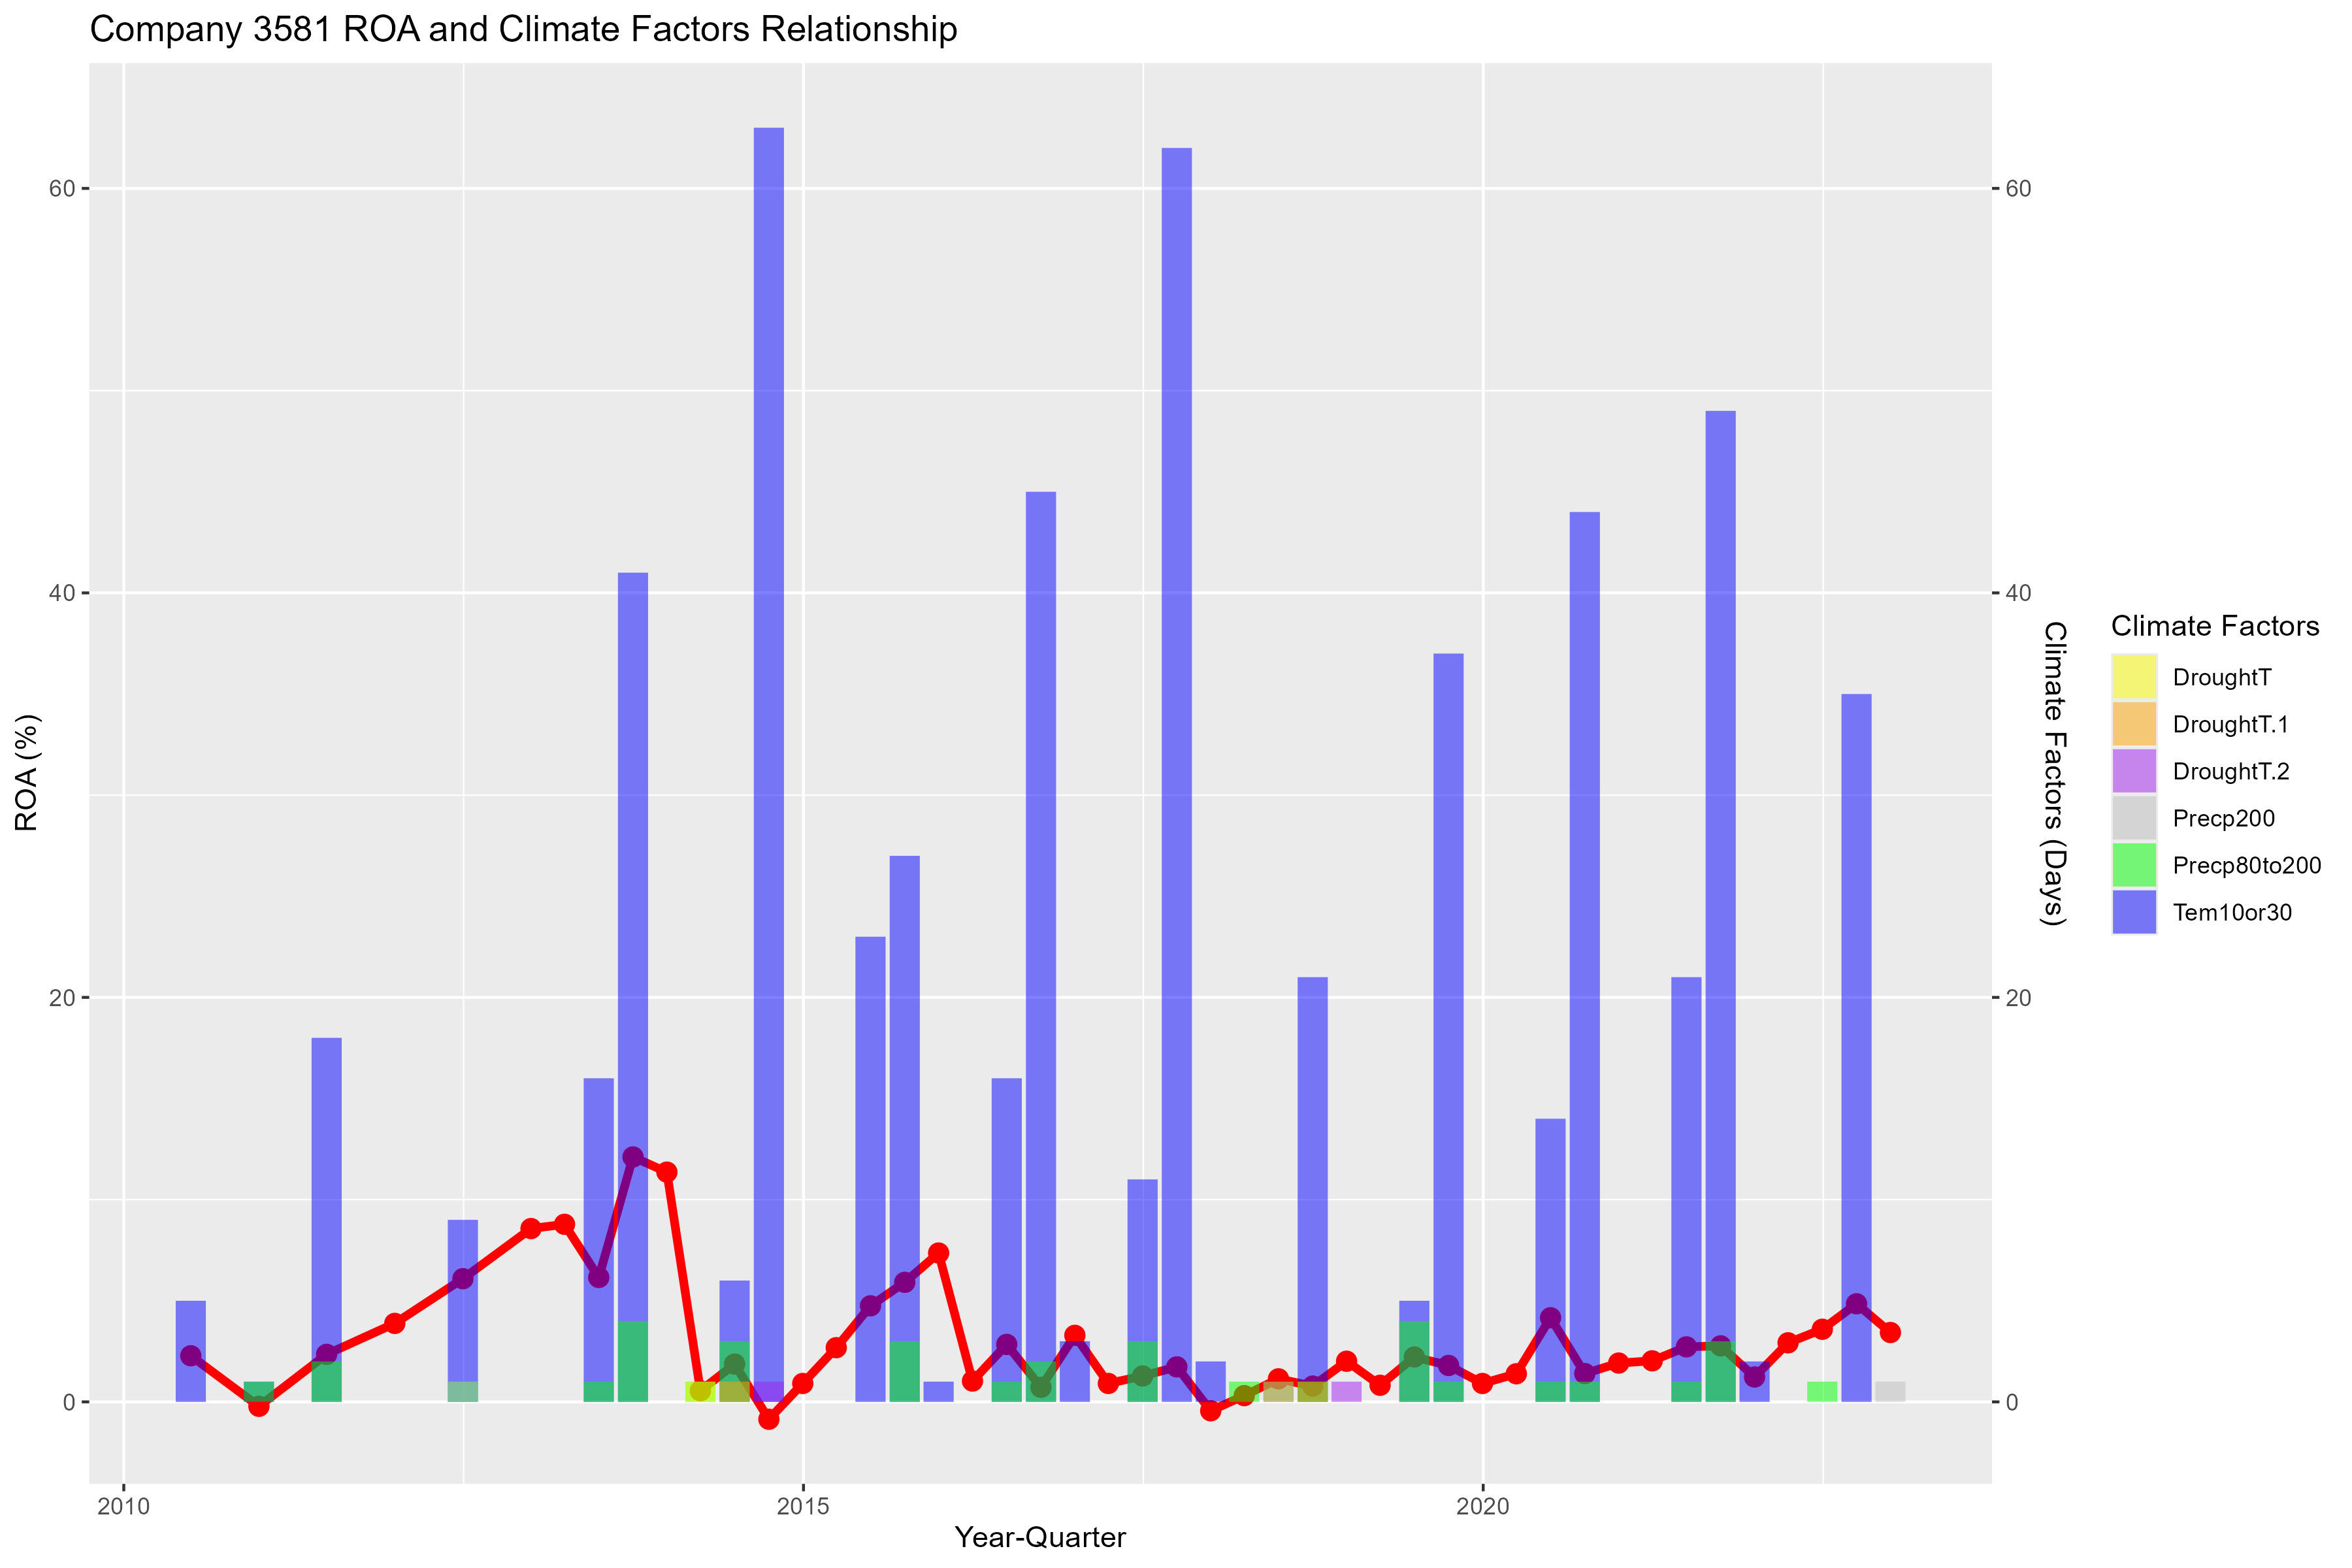 Company 3581 ROA and Climate Factors Relationship
60
40
20
0
ROA (%)
60
40
20
0
Climate Factors (Days)
2010
2015
2020
Year-Quarter
Climate Factors
DroughtT
DroughtT.1
DroughtT.2
Precp200
Precp80to200
Tem10or30